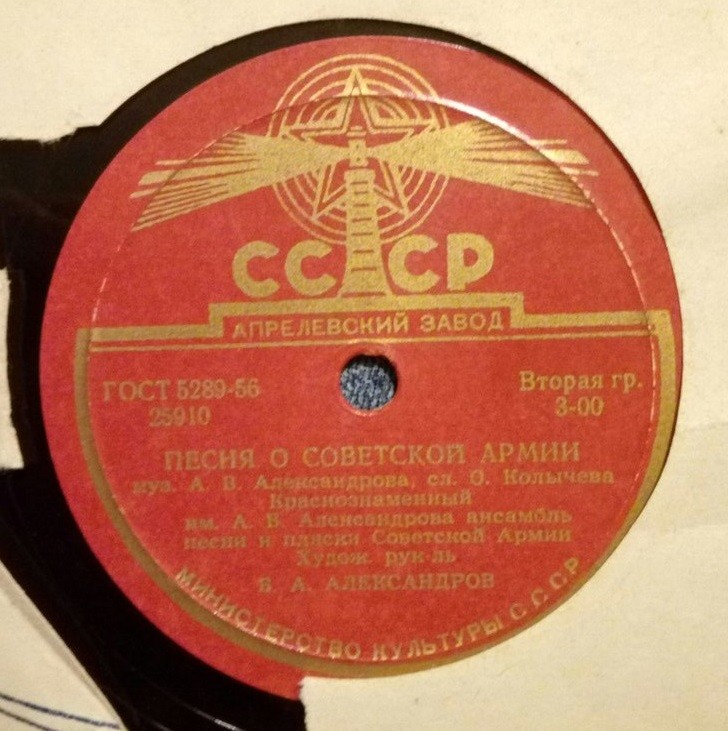 СССР
АПРЕЛЕВСКИЙ ЗАВОД
ГОСТ 5289-56
25910
Вторая гр.
3-00
ПЕСНЯ О СОВЕТСКОЙ АРМИИ
муз. А. В. Александрова, сл. О. Колычева
Краснознаменный
им. А. В. Александрова ансамбль
песни и пляски Советской Армии
Худож. рук-ль
Б. А. АЛЕКСАНДРОВ
МИНИСТЕРСТВО КУЛЬТУРЫ СССР